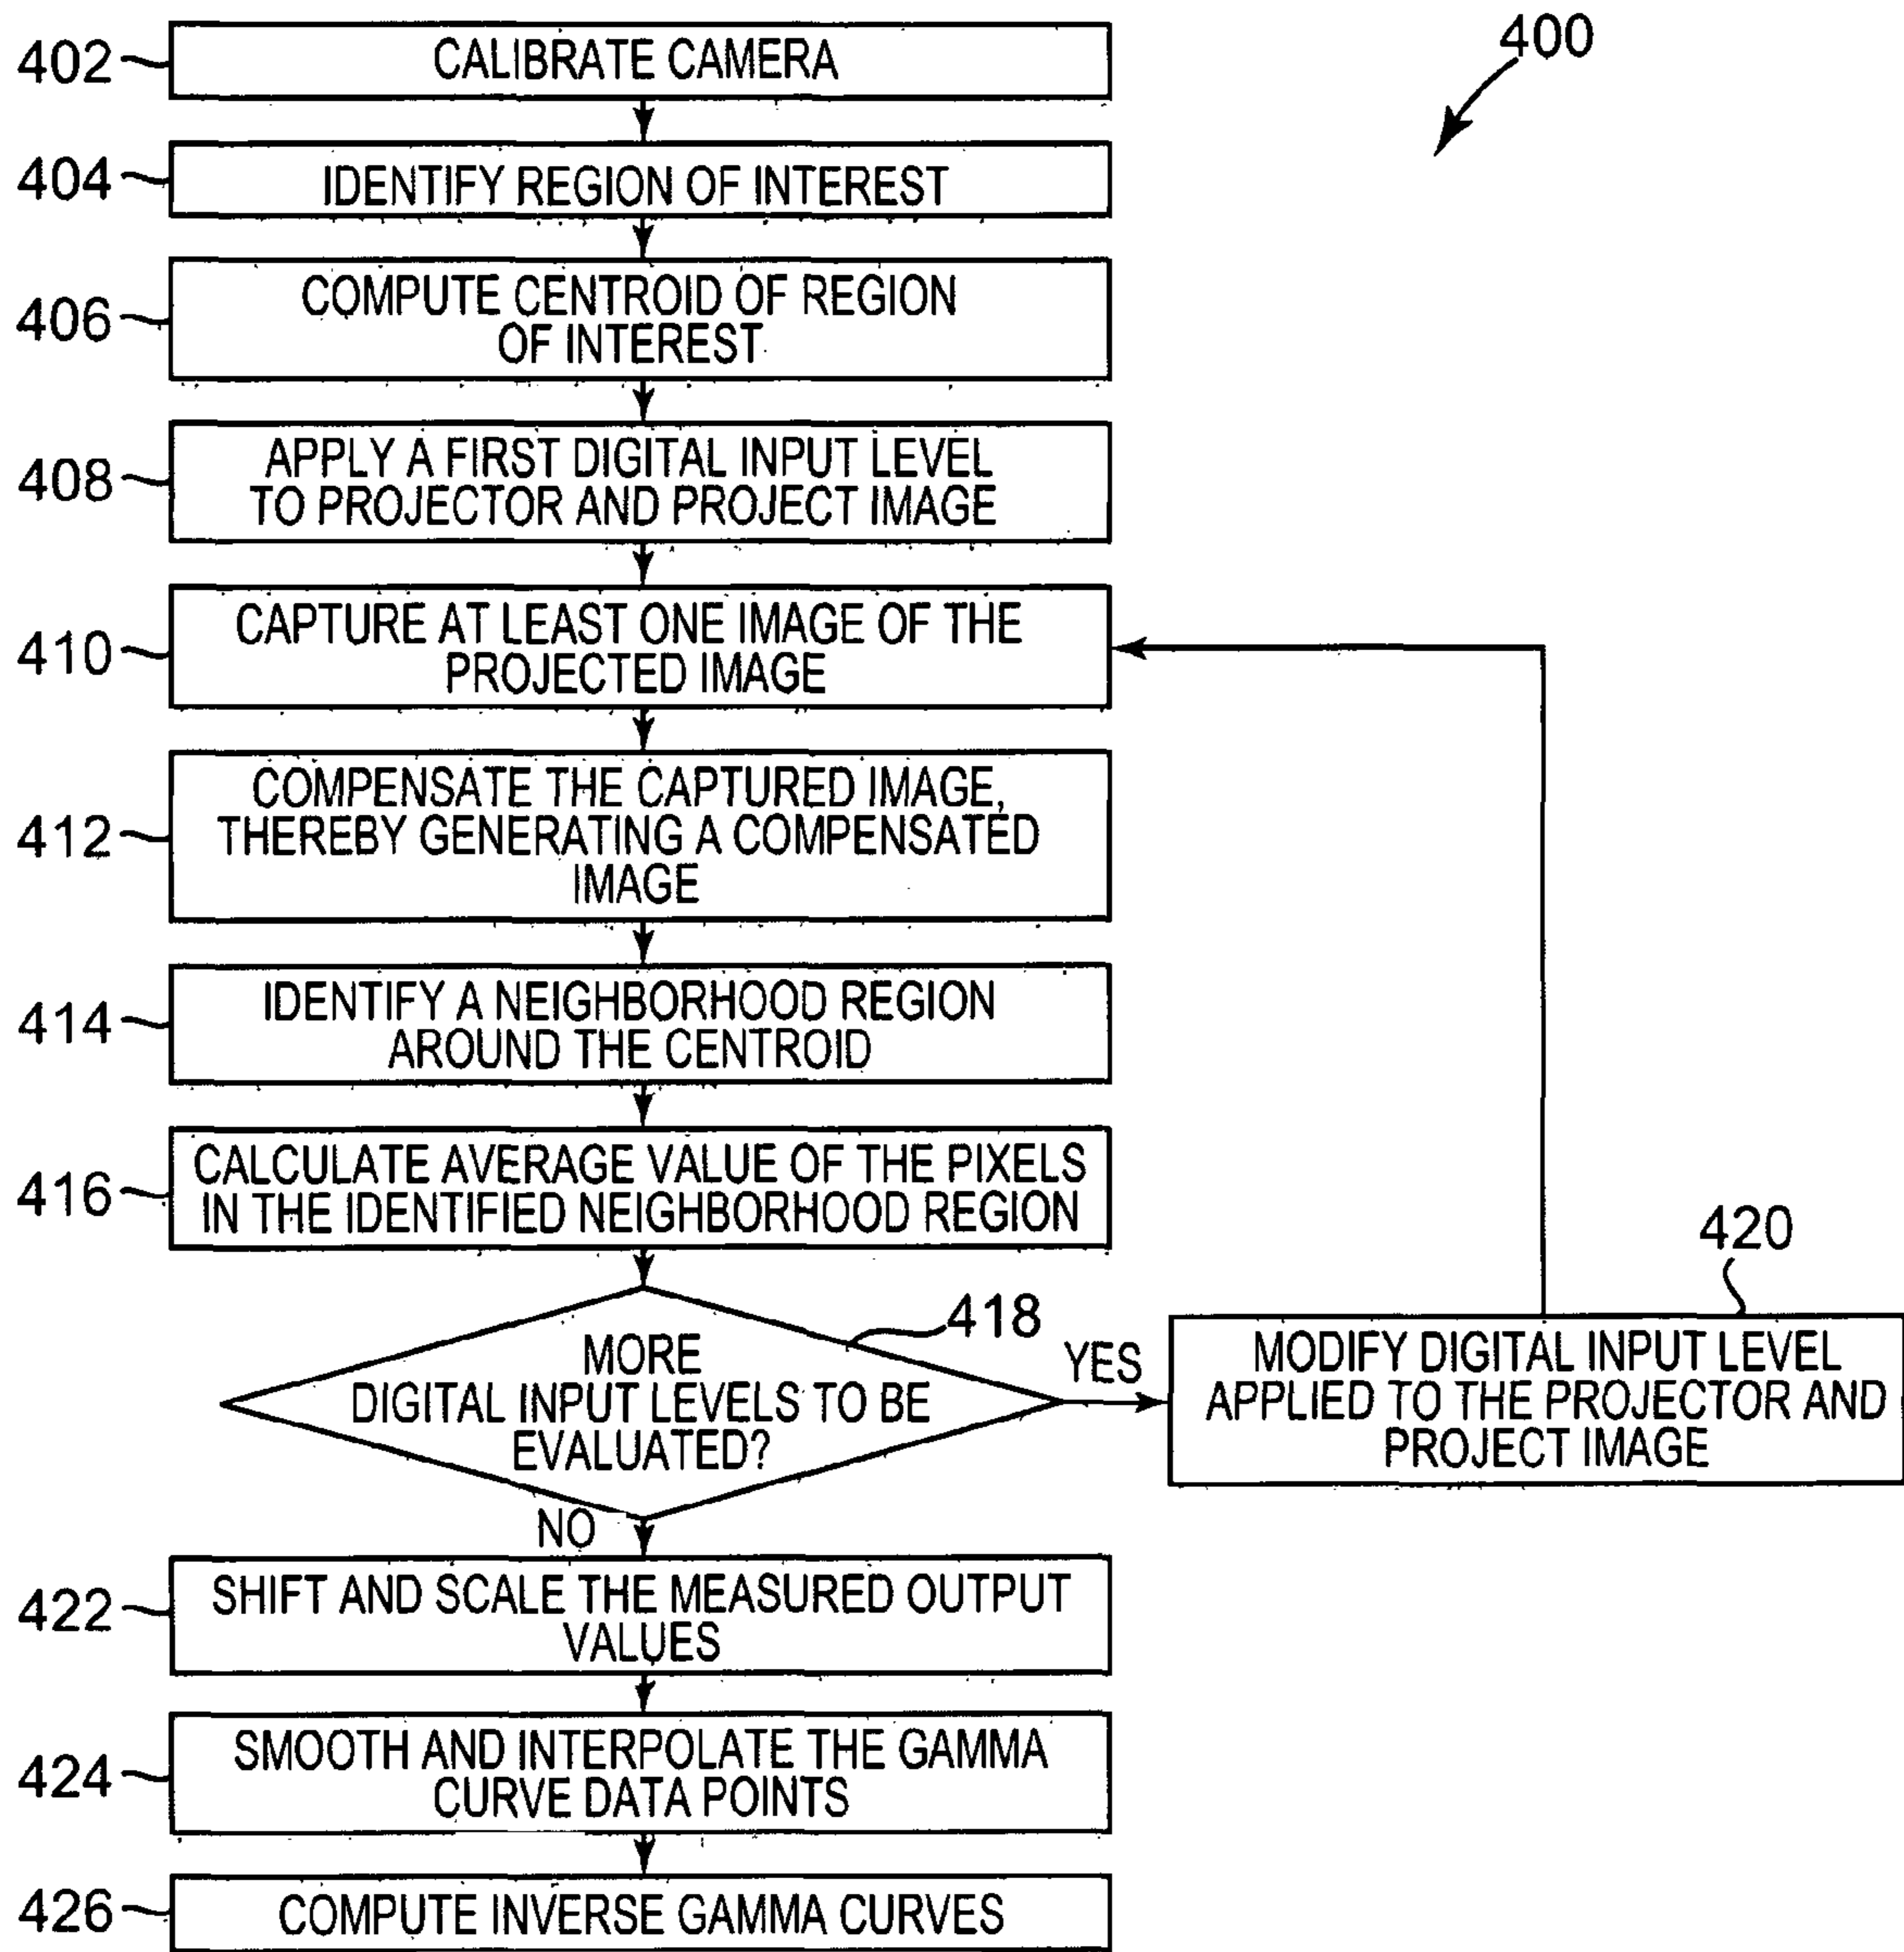 400
402
CALIBRATE CAMERA
404
IDENTIFY REGION OF INTEREST
406
COMPUTE CENTROID OF REGION
OF INTEREST
408
APPLY A FIRST DIGITAL INPUT LEVEL
TO PROJECTOR AND PROJECT IMAGE
410
CAPTURE AT LEAST ONE IMAGE OF THE
PROJECTED IMAGE
412
COMPENSATE THE CAPTURED IMAGE,
THEREBY GENERATING A COMPENSATED
IMAGE
414
IDENTIFY A NEIGHBORHOOD REGION
AROUND THE CENTROID
416
CALCULATE AVERAGE VALUE OF THE PIXELS
IN THE IDENTIFIED NEIGHBORHOOD REGION
418
MORE
DIGITAL INPUT LEVELS TO BE
EVALUATED?
YES
420
MODIFY DIGITAL INPUT LEVEL
APPLIED TO THE PROJECTOR AND
PROJECT IMAGE
NO
422
SHIFT AND SCALE THE MEASURED OUTPUT
VALUES
424
SMOOTH AND INTERPOLATE THE GAMMA
CURVE DATA POINTS
426
COMPUTE INVERSE GAMMA CURVES